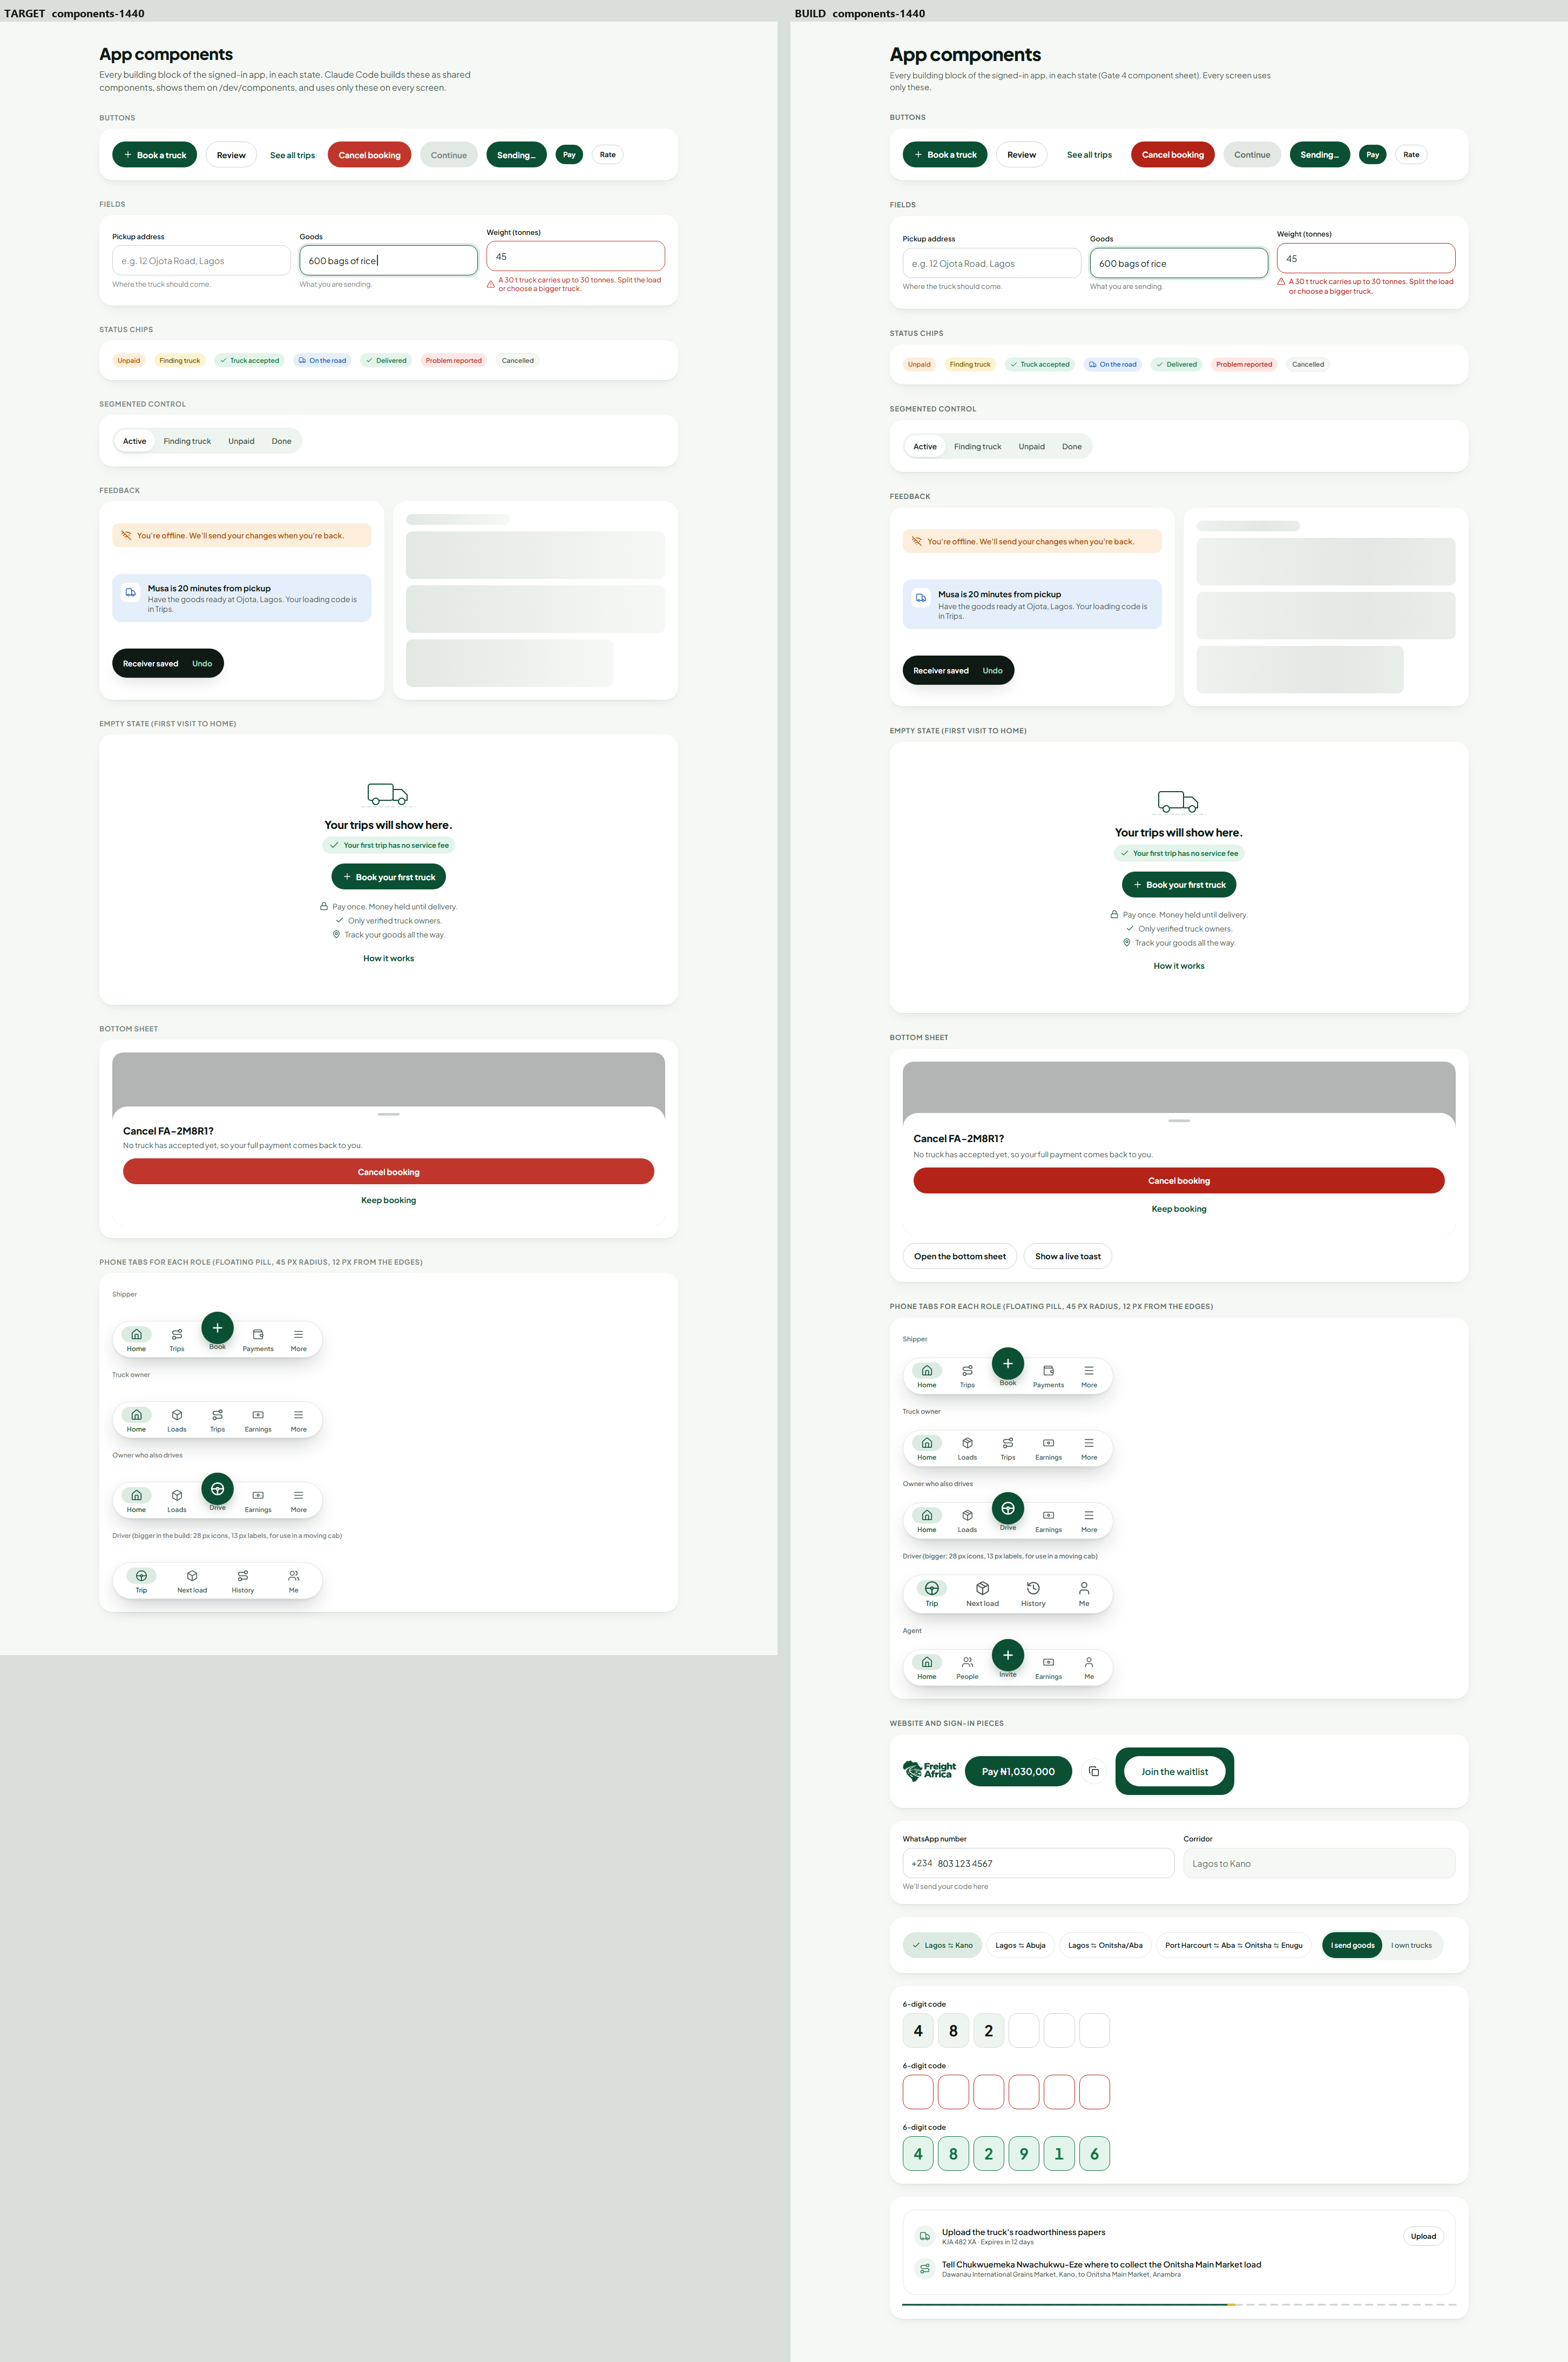 TARGET components-1440
App components
Every building block of the signed-in app, in each state. Claude Code builds these as shared
components, shows them on /dev/components, and uses only these on every screen.
BUTTONS
Book a truck
Review
See all trips
Cancel booking
Continue
Sending…
Pay
Rate
FIELDS
Pickup address
e.g. 12 Ojota Road, Lagos
Where the truck should come.
Goods
600 bags of rice
What you are sending.
Weight (tonnes)
45
A 30 t truck carries up to 30 tonnes. Split the load
or choose a bigger truck.
STATUS CHIPS
Unpaid
Finding truck
Truck accepted
On the road
Delivered
Problem reported
Cancelled
SEGMENTED CONTROL
Active
Finding truck
Unpaid
Done
FEEDBACK
You're offline. We'll send your changes when you're back.
Musa is 20 minutes from pickup
Have the goods ready at Ojota, Lagos. Your loading code is
in Trips.
Receiver saved
Undo
EMPTY STATE (FIRST VISIT TO HOME)
Your trips will show here.
Your first trip has no service fee
Book your first truck
Pay once. Money held until delivery.
Only verified truck owners.
Track your goods all the way.
How it works
BOTTOM SHEET
Cancel FA-2M8R1?
No truck has accepted yet, so your full payment comes back to you.
Cancel booking
Keep booking
PHONE TABS FOR EACH ROLE (FLOATING PILL, 45 PX RADIUS, 12 PX FROM THE EDGES)
Shipper
Home
Trips
Book
Payments
More
Truck owner
Home
Loads
Trips
Earnings
More
Owner who also drives
Home
Loads
Drive
Earnings
More
Driver (bigger in the build: 28 px icons, 13 px labels, for use in a moving cab)
Trip
Next load
History
Me
BUILD components-1440
App components
Every building block of the signed-in app, in each state (Gate 4 component sheet). Every screen uses
only these.
BUTTONS
Book a truck
Review
See all trips
Cancel booking
Continue
Sending…
Pay
Rate
FIELDS
Pickup address
e.g. 12 Ojota Road, Lagos
Where the truck should come.
Goods
600 bags of rice
What you are sending.
Weight (tonnes)
45
A 30 t truck carries up to 30 tonnes. Split the load
or choose a bigger truck.
STATUS CHIPS
Unpaid
Finding truck
Truck accepted
On the road
Delivered
Problem reported
Cancelled
SEGMENTED CONTROL
Active
Finding truck
Unpaid
Done
FEEDBACK
You're offline. We'll send your changes when you're back.
Musa is 20 minutes from pickup
Have the goods ready at Ojota, Lagos. Your loading code is
in Trips.
Receiver saved
Undo
EMPTY STATE (FIRST VISIT TO HOME)
Your trips will show here.
Your first trip has no service fee
Book your first truck
Pay once. Money held until delivery.
Only verified truck owners.
Track your goods all the way.
How it works
BOTTOM SHEET
Cancel FA-2M8R1?
No truck has accepted yet, so your full payment comes back to you.
Cancel booking
Keep booking
Open the bottom sheet
Show a live toast
PHONE TABS FOR EACH ROLE (FLOATING PILL, 45 PX RADIUS, 12 PX FROM THE EDGES)
Shipper
Home
Trips
Book
Payments
More
Truck owner
Home
Loads
Trips
Earnings
More
Owner who also drives
Home
Loads
Drive
Earnings
More
Driver (bigger: 28 px icons, 13 px labels, for use in a moving cab)
Trip
Next load
History
Me
Agent
Home
People
Invite
Earnings
Me
WEBSITE AND SIGN-IN PIECES
Freight
Africa
Pay ₦1,030,000
Join the waitlist
WhatsApp number
+234 803 123 4567
We'll send your code here
Corridor
Lagos to Kano
Lagos ⇆ Kano
Lagos ⇆ Abuja
Lagos ⇆ Onitsha/Aba
Port Harcourt ⇆ Aba ⇆ Onitsha ⇆ Enugu
I send goods
I own trucks
6-digit code
4 8 2
6-digit code
6-digit code
4 8 2 9 1 6
Upload the truck's roadworthiness papers
KJA 482 XA · Expires in 12 days
Upload
Tell Chukwuemeka Nwachukwu-Eze where to collect the Onitsha Main Market load
Dawanau International Grains Market, Kano, to Onitsha Main Market, Anambra